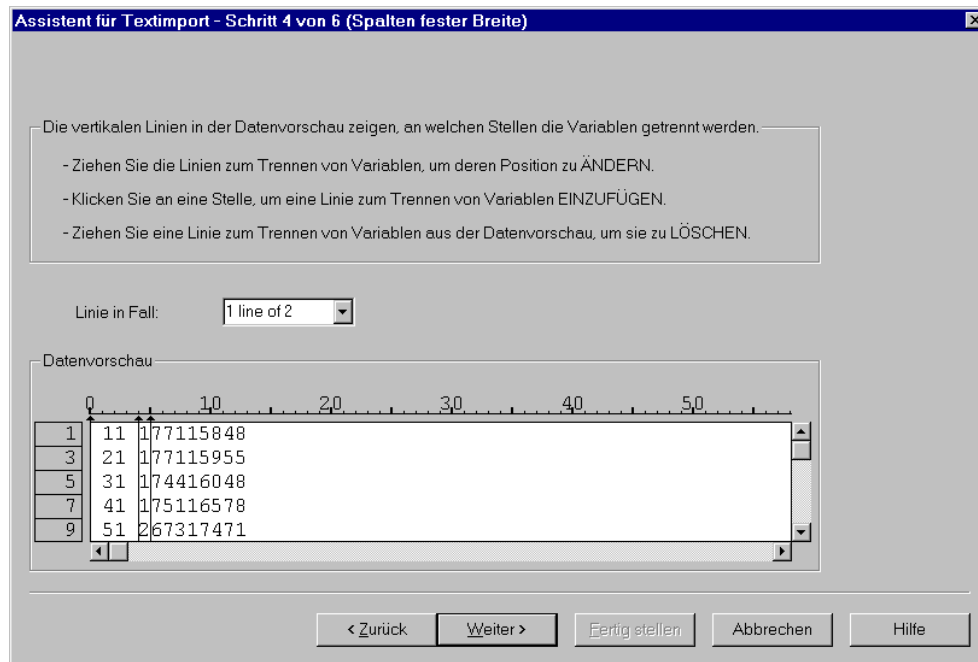 Assistent für Textimport - Schritt 4 von 6 (Spalten fester Breite)
Die vertikalen Linien in der Datenvorschau zeigen, an welchen Stellen die Variablen getrennt werden.
- Ziehen Sie die Linien zum Trennen von Variablen, um deren Position zu ÄNDERN.
- Klicken Sie an eine Stelle, um eine Linie zum Trennen von Variablen EINZUFÜGEN.
- Ziehen Sie eine Linie zum Trennen von Variablen aus der Datenvorschau, um sie zu LÖSCHEN.
Linie in Fall: 1 line of 2
Datenvorschau
0 10 20 30 40 50
1 11 177115848
3 21 177115955
5 31 174416048
7 41 175116578
9 51 267317471
< Zurück Weiter > Fertig stellen Abbrechen Hilfe